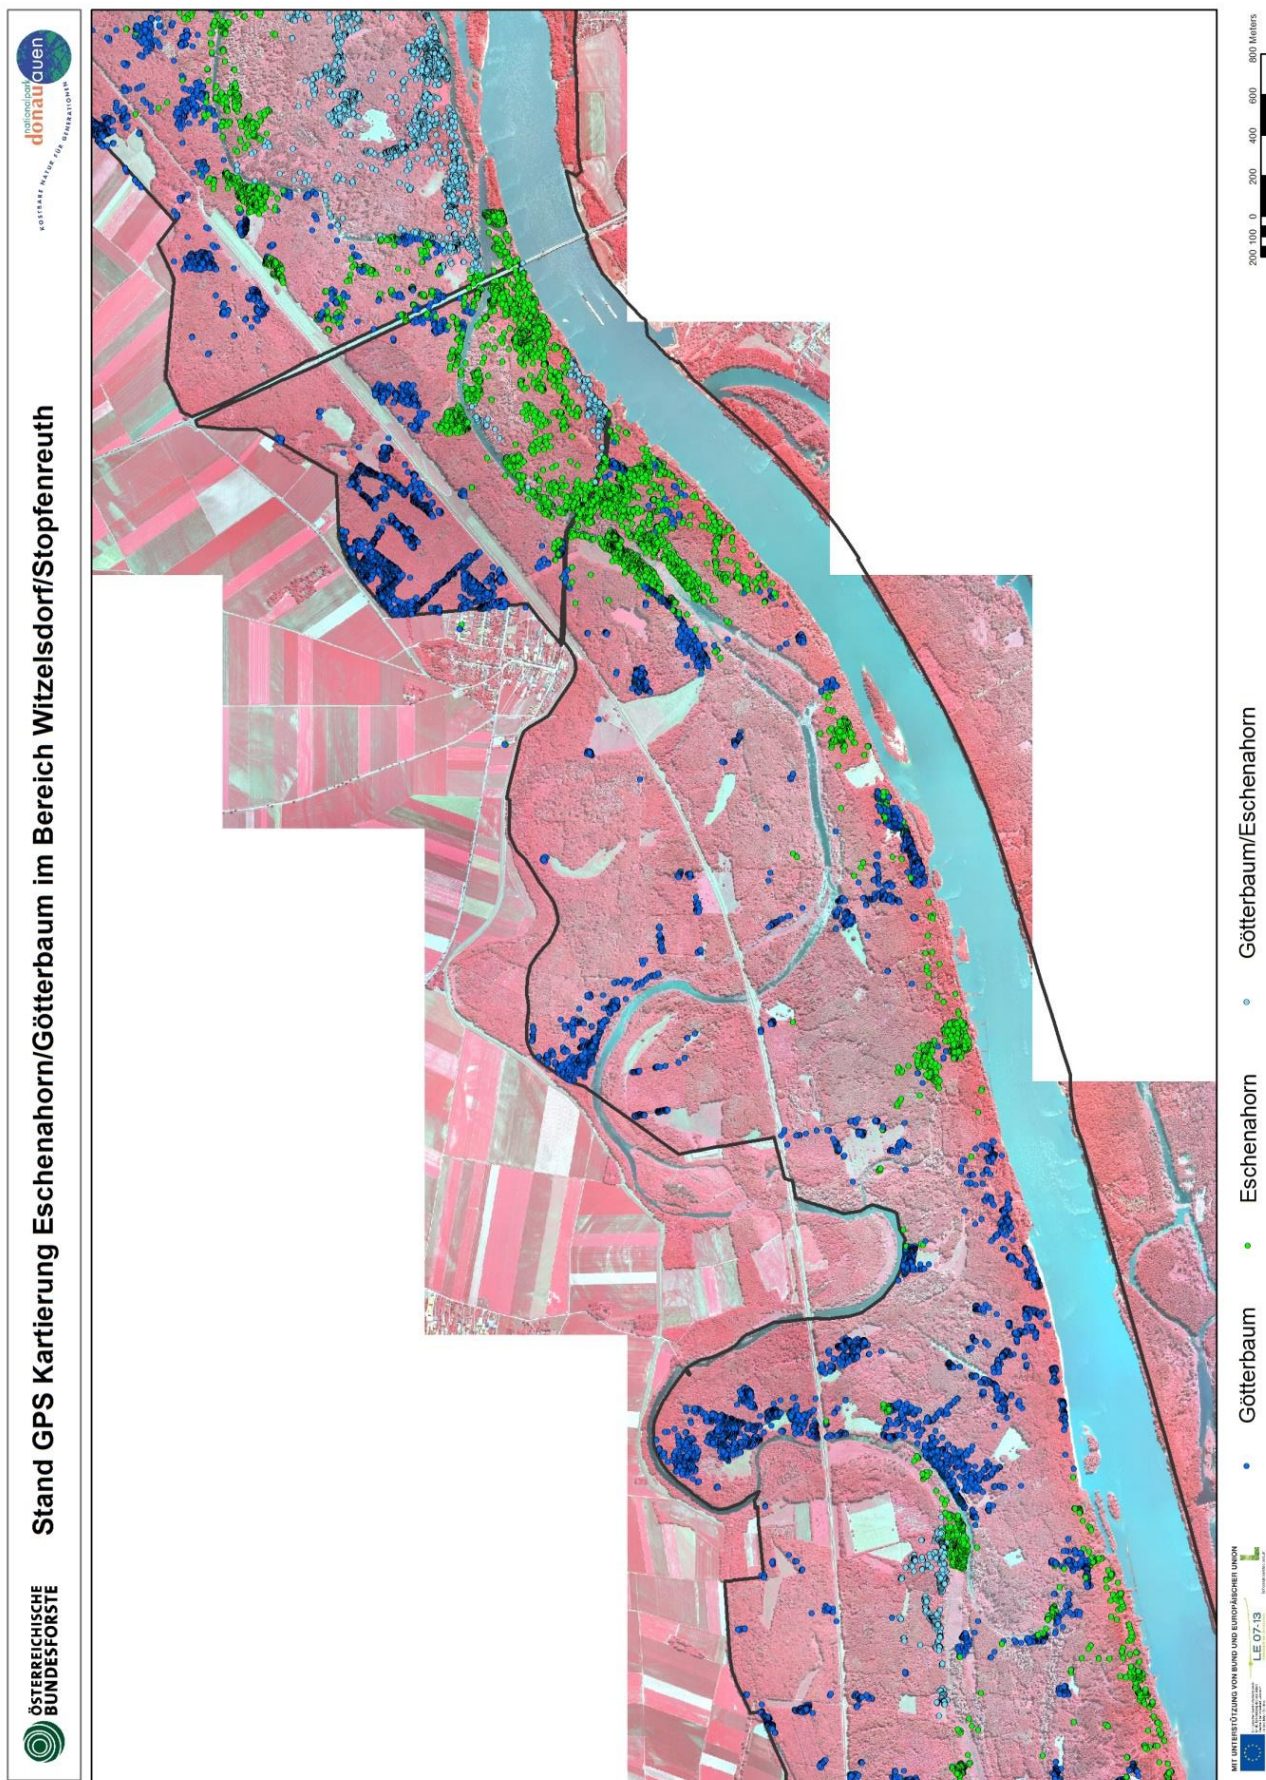 ÖSTERREICHISCHE
BUNDESFORSTE
Stand GPS Kartierung Eschenahorn/Götterbaum im Bereich Witzelsdorf/Stopfenreuth
nationalpark
donauauen
KOSTBARE NATUR FÜR GENERATIONEN
MIT UNTERSTÜTZUNG VON BUND UND EUROPÄISCHER UNION
LE 07-13
Götterbaum
Eschenahorn
Götterbaum/Eschenahorn
200 100 0 200 400 600 800 Meters